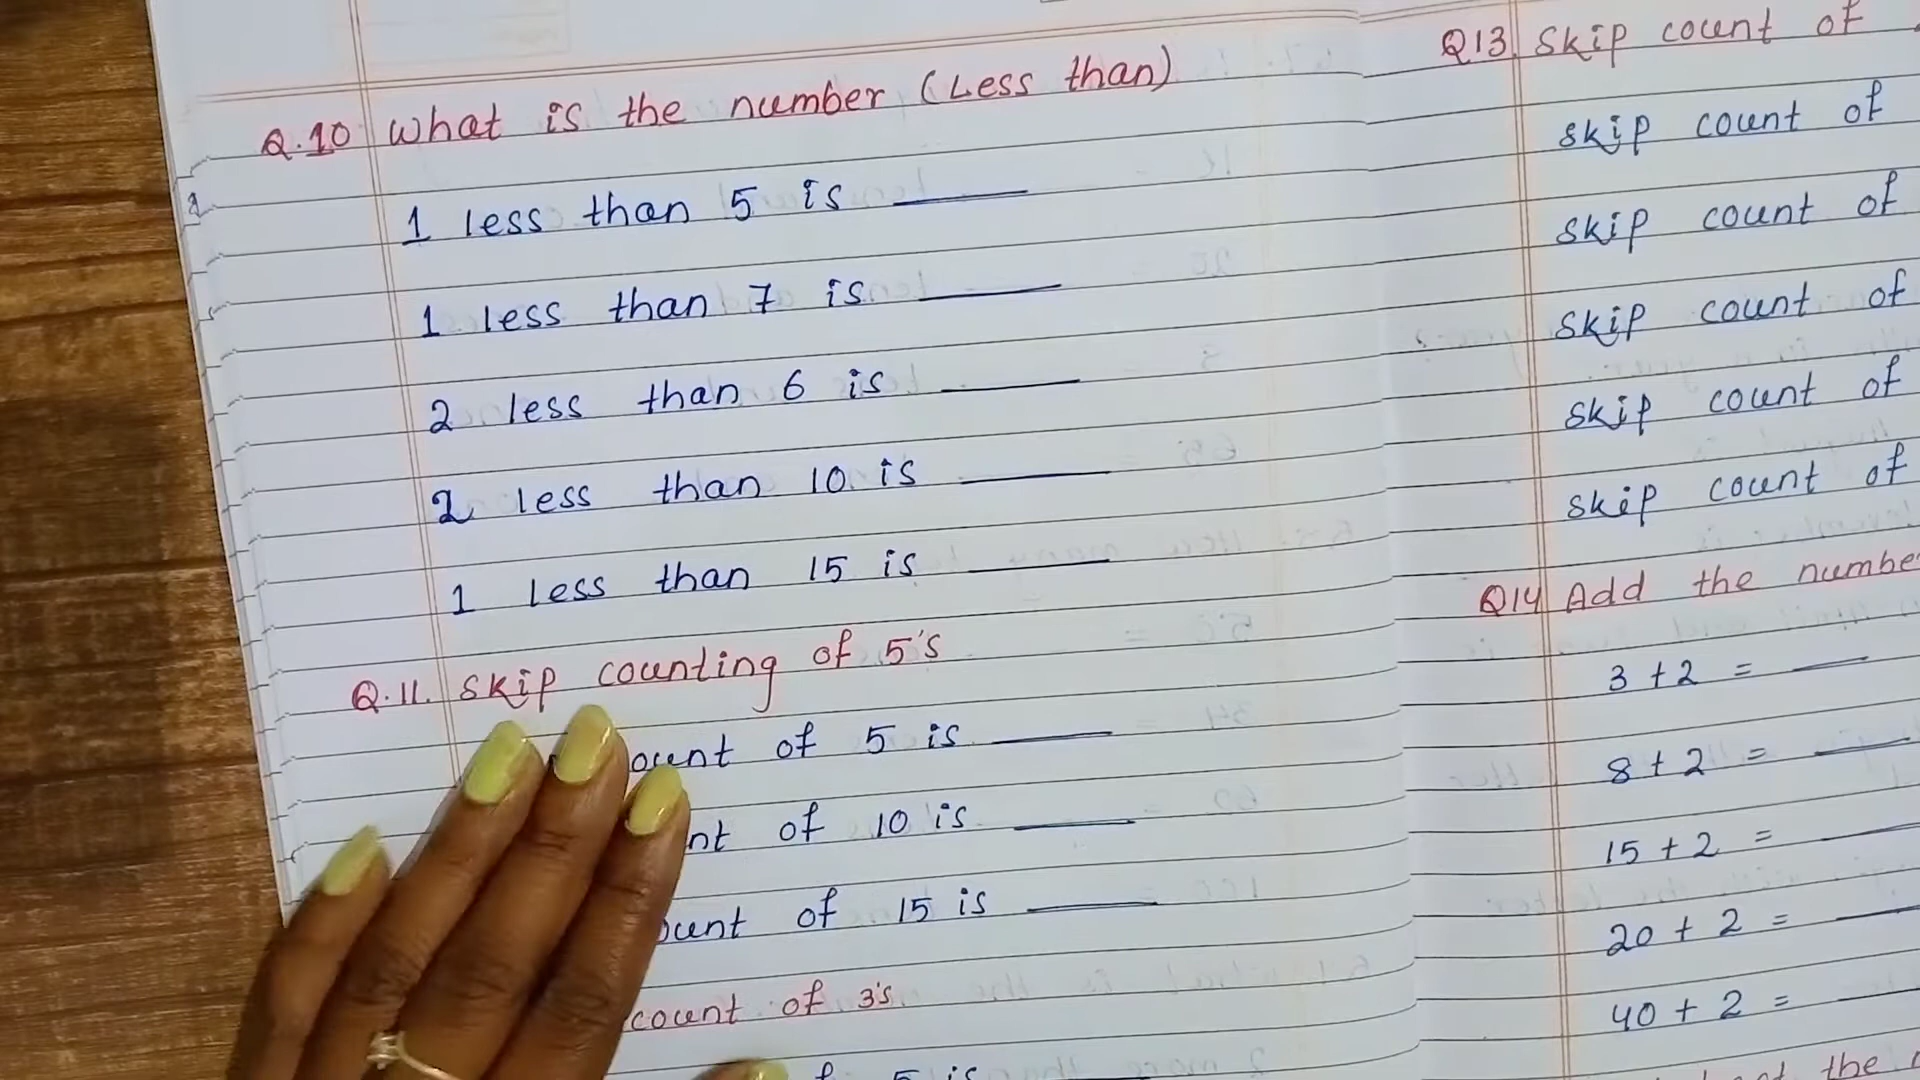 Q.10 What is the number (Less than)
1 less than 5 is
1 less than 7 is
2 less than 6 is
2 less than 10 is
1 less than 15 is
Q.11. Skip counting of 5's
of 5 is
of 10 is
of 15 is
count of 3's
5 is
Q13. Skip count of
skip count of
skip count of
skip count of
skip count of
skip count of
Q14 Add the
3 + 2 =
8 + 2 =
15 + 2 =
20 + 2 =
40 + 2 =
the